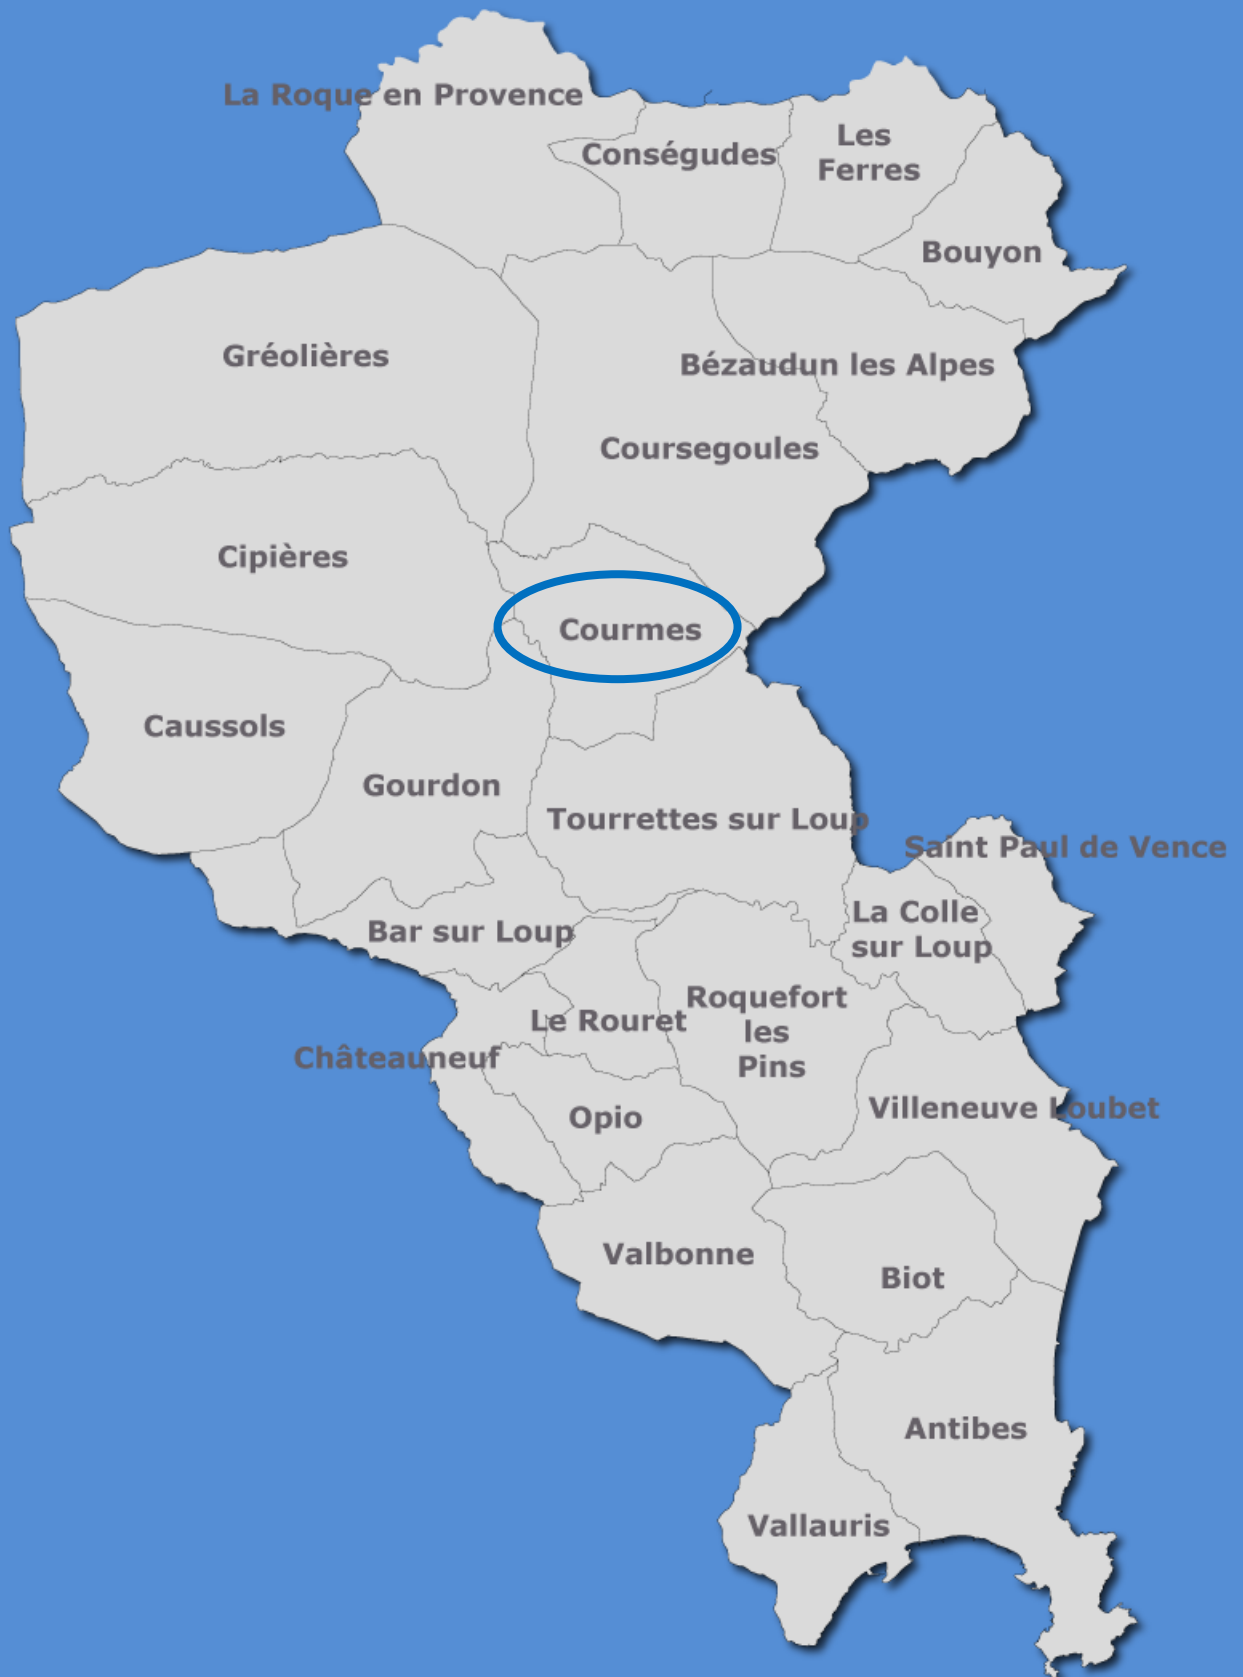 La Roque en Provence
Conségudes
Les
Ferres
Bouyon
Gréolières
Bézaudun les Alpes
Coursegoules
Cipières
Courmes
Caussols
Gourdon
Tourrettes sur Loup
Saint Paul de Vence
La Colle
sur Loup
Bar sur Loup
Roquefort
les
Pins
Le Rouret
Châteauneuf
Villeneuve Loubet
Opio
Valbonne
Biot
Antibes
Vallauris